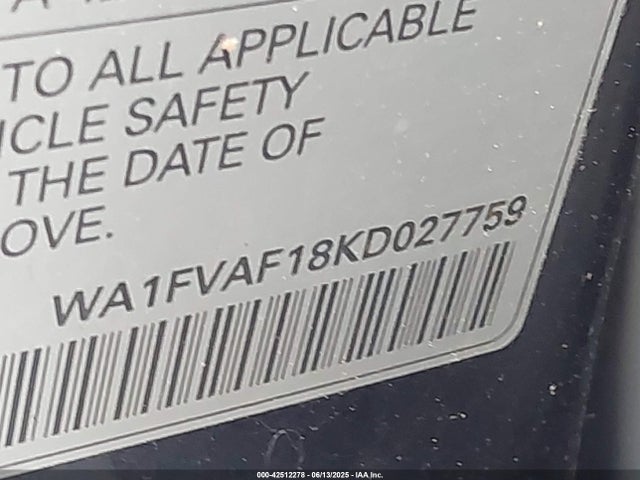 TO ALL APPLICABLE
ICLE SAFETY
THE DATE OF
OVE.
WA1FVAF18KD027759
000-42512278 - 06/13/2025 - IAA Inc.